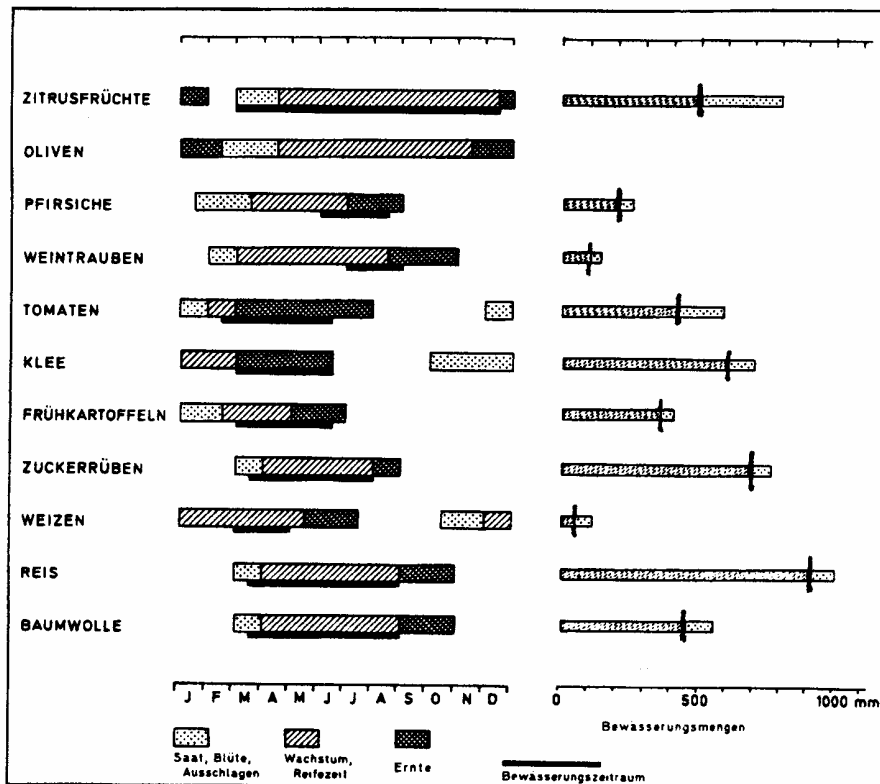 ZITRUSFRÜCHTE
OLIVEN
PFIRSICHE
WEINTRAUBEN
TOMATEN
KLEE
FRÜHKARTOFFELN
ZUCKERRÜBEN
WEIZEN
REIS
BAUMWOLLE
J F M A M J J A S O N D
0 500 1000 mm
Bewässerungsmengen
Saat, Blüte,
Ausschlagen
Wachstum,
Reifezeit
Ernte
Bewässerungszeitraum